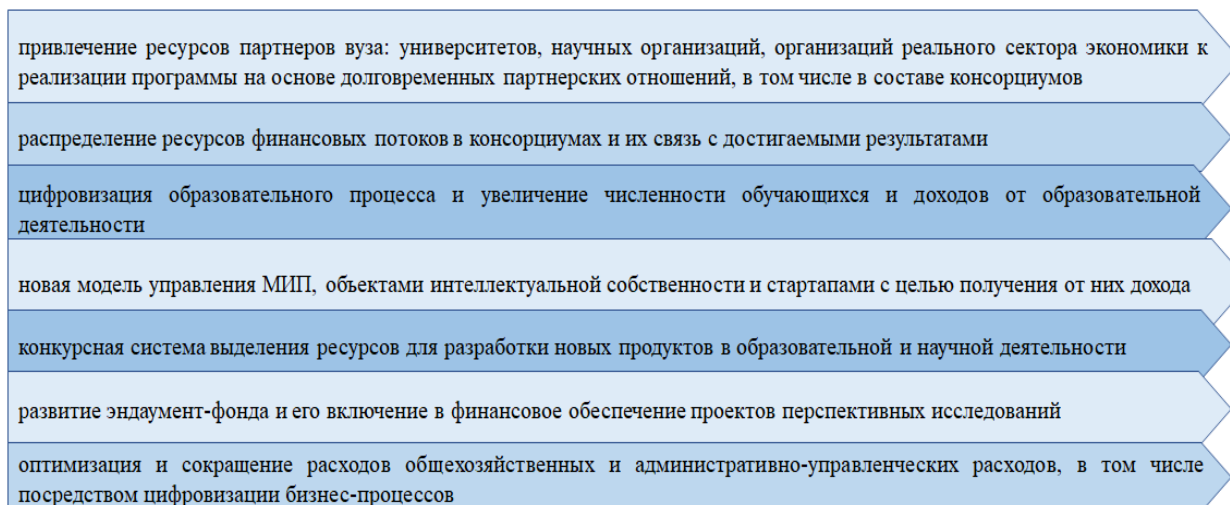 привлечение ресурсов партнеров вуза: университетов, научных организаций, организаций реального сектора экономики к
реализации программы на основе долговременных партнерских отношений, в том числе в составе консорциумов
распределение ресурсов финансовых потоков в консорциумах и их связь с достигаемыми результатами
цифровизация образовательного процесса и увеличение численности обучающихся и доходов от образовательной
деятельности
новая модель управления МИП, объектами интеллектуальной собственности и стартапами с целью получения от них дохода
конкурсная система выделения ресурсов для разработки новых продуктов в образовательной и научной деятельности
развитие эндаумент-фонда и его включение в финансовое обеспечение проектов перспективных исследований
оптимизация и сокращение расходов общехозяйственных и административно-управленческих расходов, в том числе
посредством цифровизации бизнес-процессов